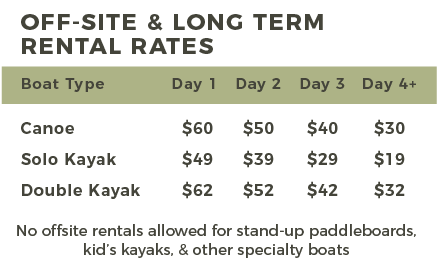 OFF-SITE & LONG TERM
RENTAL RATES
Boat Type Day 1 Day 2 Day 3 Day 4+
Canoe $60 $50 $40 $30
Solo Kayak $49 $39 $29 $19
Double Kayak $62 $52 $42 $32
No offsite rentals allowed for stand-up paddleboards,
kid's kayaks, & other specialty boats